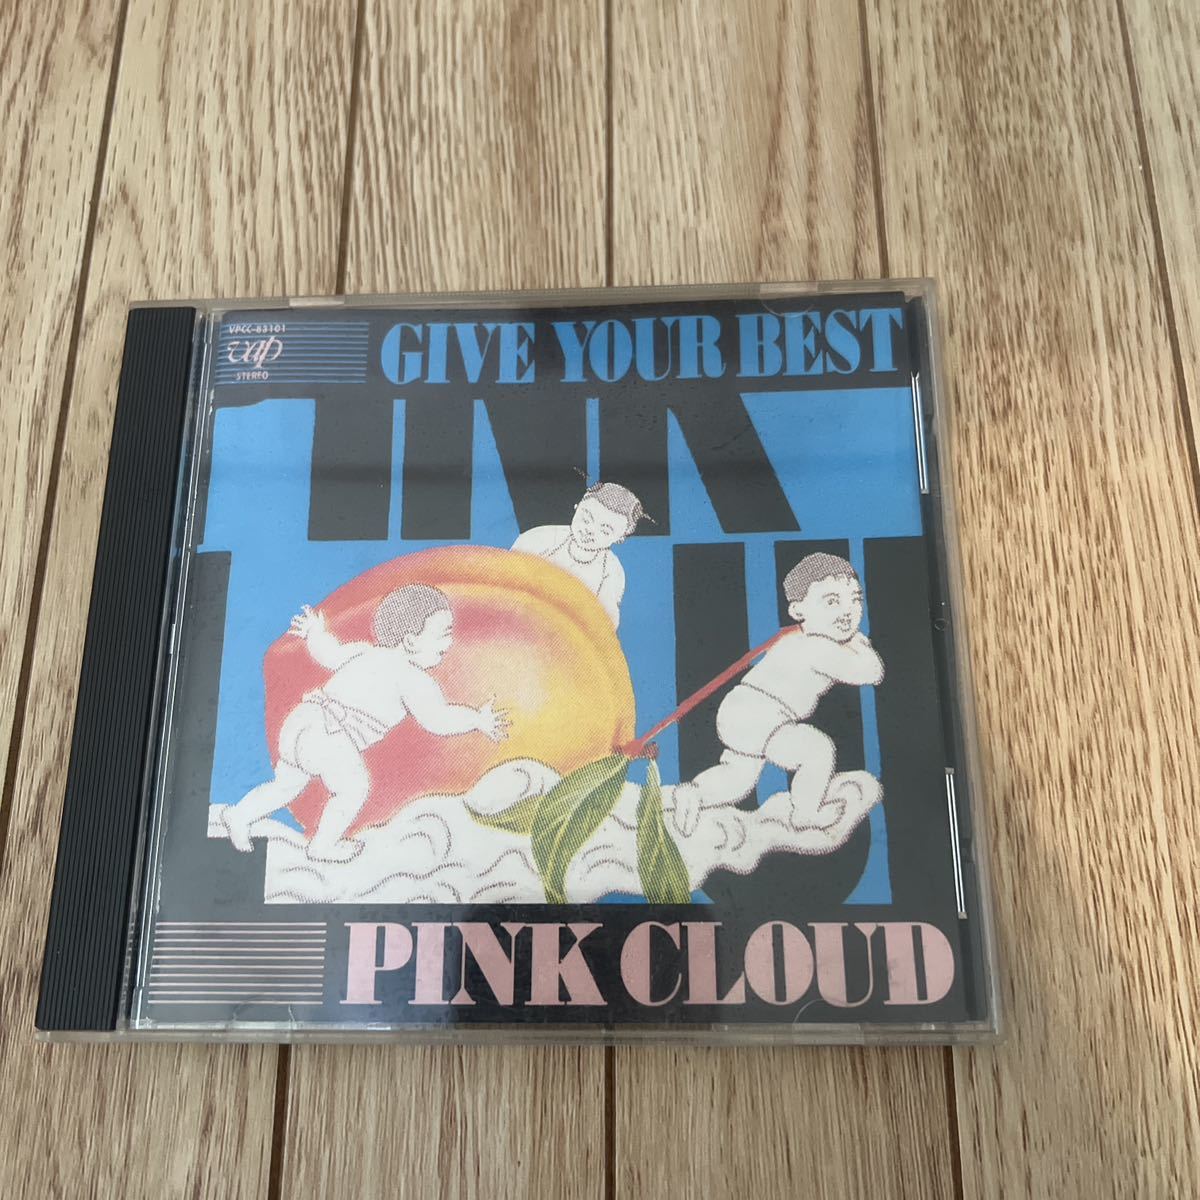 VPCC-83101
vap
STEREO
GIVE YOUR BEST
PINK CLOUD